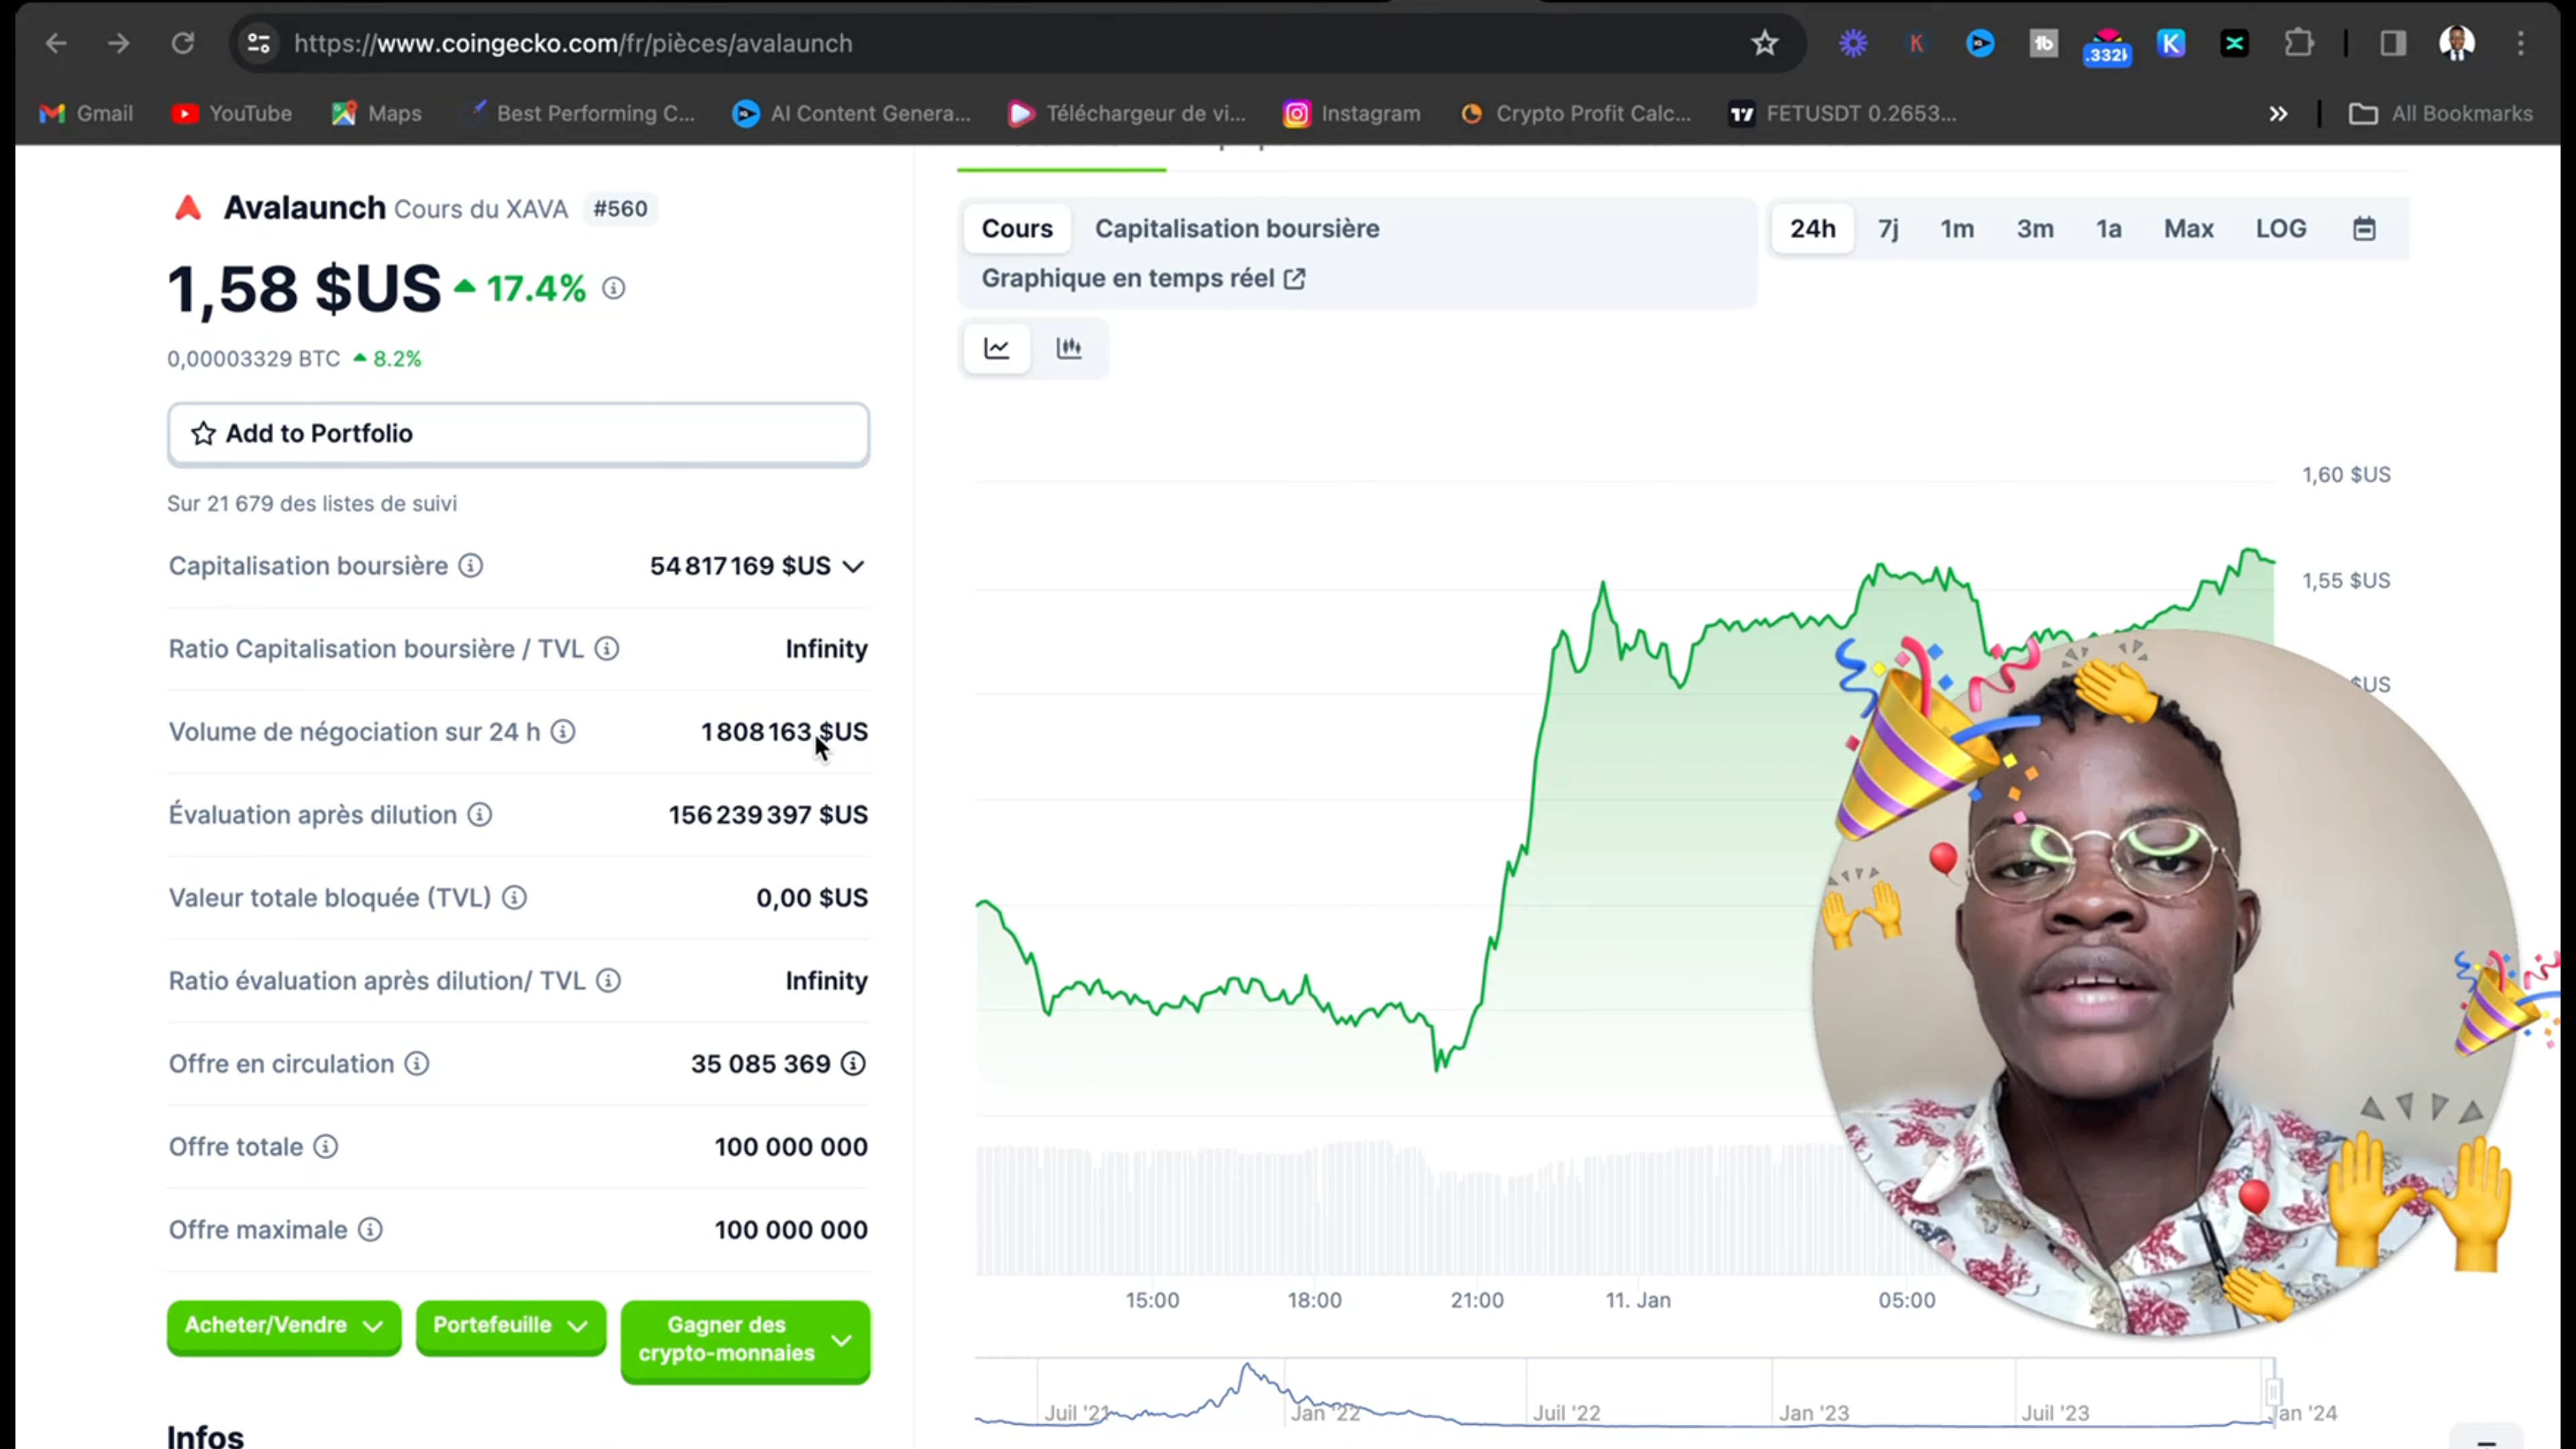 https://www.coingecko.com/fr/pièces/avalaunch
.332
Gmail
YouTube
Maps
Best Performing C...
AI Content Genera...
Téléchargeur de vi...
Instagram
Crypto Profit Calc...
FETUSDT 0.2653...
All Bookmarks
Avalaunch Cours du XAVA #560
1,58 $US 17.4%
0,00003329 BTC 8.2%
Add to Portfolio
Sur 21 679 des listes de suivi
Capitalisation boursière 54 817 169 $US
Ratio Capitalisation boursière / TVL Infinity
Volume de négociation sur 24 h 1 808 163 $US
Évaluation après dilution 156 239 397 $US
Valeur totale bloquée (TVL) 0,00 $US
Ratio évaluation après dilution/ TVL Infinity
Offre en circulation 35 085 369
Offre totale 100 000 000
Offre maximale 100 000 000
Acheter/Vendre
Portefeuille
Gagner des
crypto-monnaies
Infos
Cours
Capitalisation boursière
Graphique en temps réel
24h 7j 1m 3m 1a Max LOG
1,60 $US
1,55 $US
$US
15:00 18:00 21:00 11. Jan 05:00
Juil '21 Jan '22 Juil '22 Jan '23 Juil '23 Jan '24